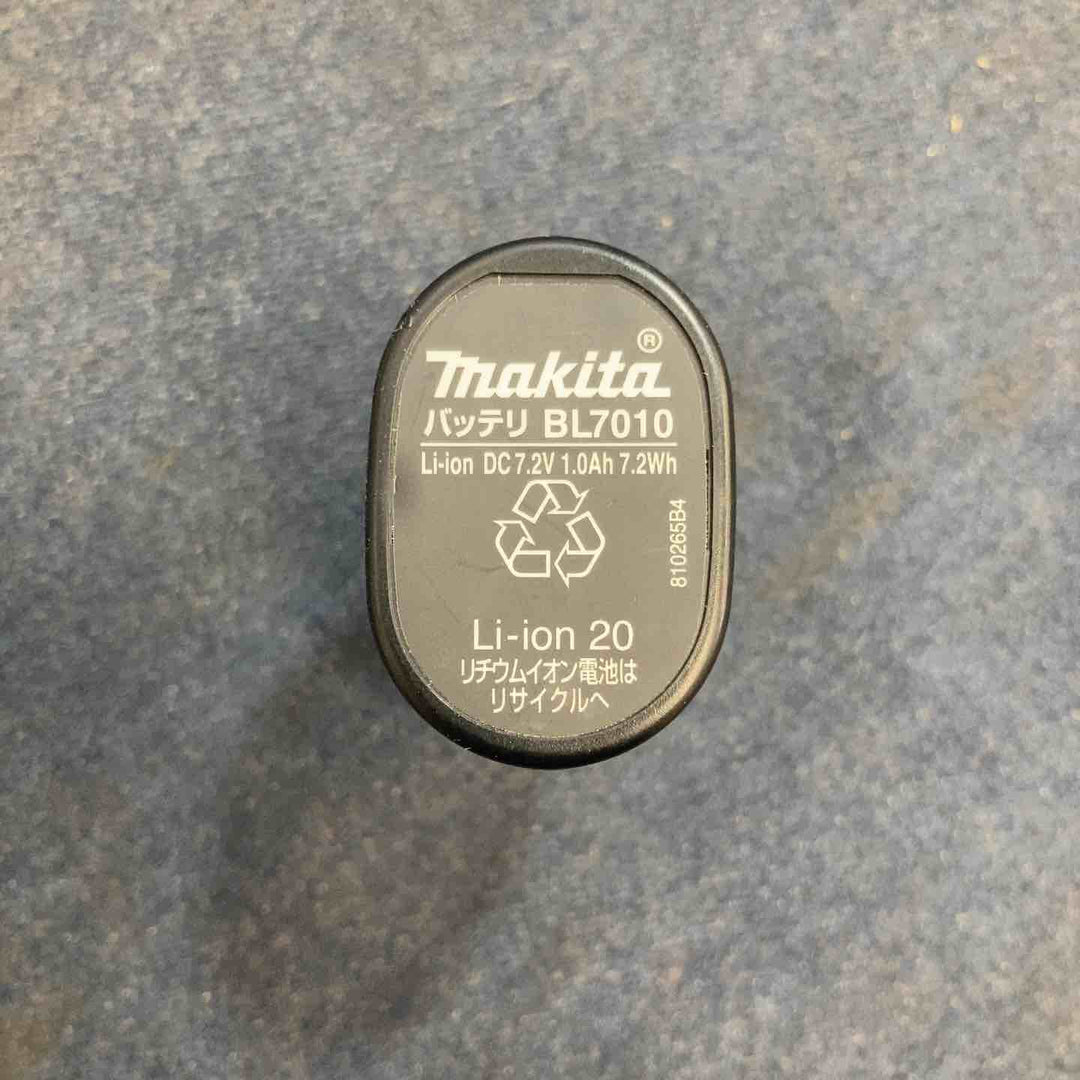 makita®
バッテリ BL7010
Li-ion DC 7.2V 1.0Ah 7.2Wh
810265B4
Li-ion 20
リチウムイオン電池は
リサイクルへ